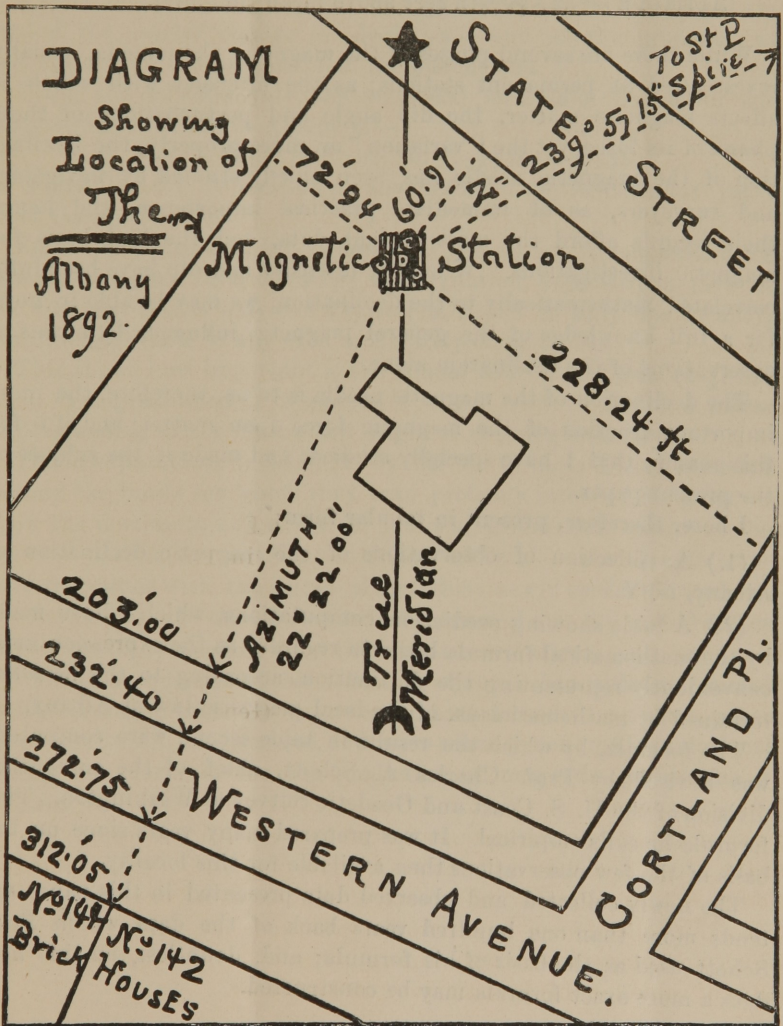 DIAGRAM
Showing
Location of
The
Magnetic Station
Albany
1892.
STATE STREET
To St P
Spire
239° 57' 15"
72'.94
60'.97
228.24 ft
AZIMUTH
22° 22' 00"
True
Meridian
203'.00
232'.40
272'.75
312'.05
WESTERN AVENUE.
CORTLAND PL.
No 144
No 142
Brick
HOUSES